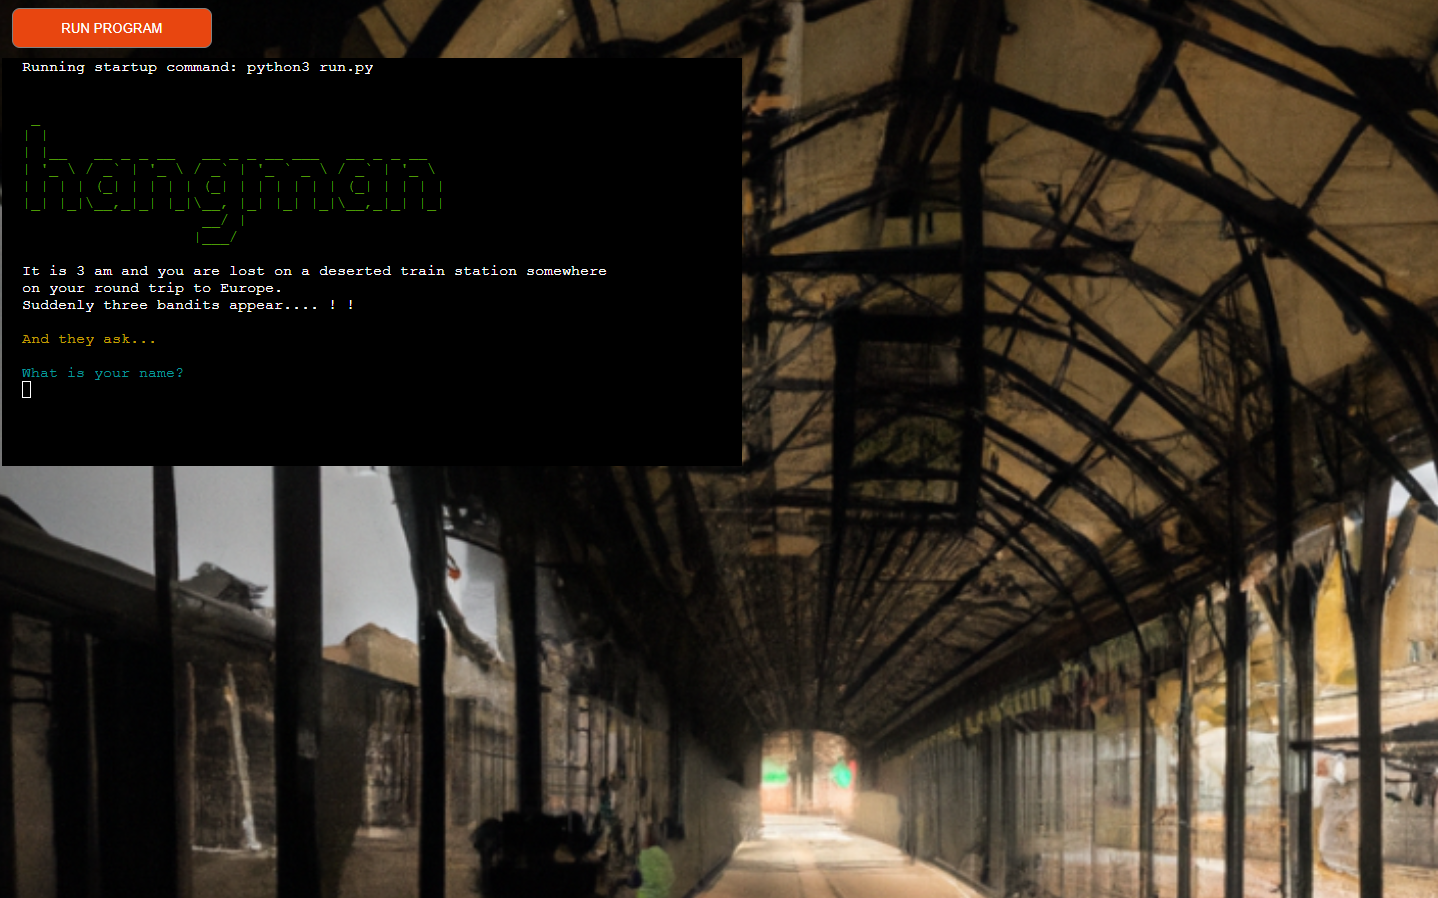 RUN PROGRAM
Running startup command: python3 run.py
hangman
It is 3 am and you are lost on a deserted train station somewhere
on your round trip to Europe.
Suddenly three bandits appear.... ! !
And they ask...
What is your name?